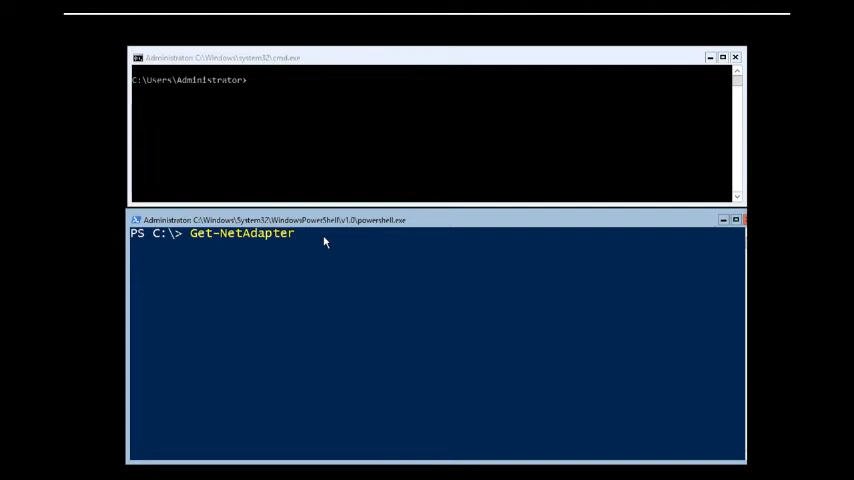 Administrator: C:\Windows\system32\cmd.exe
C:\Users\Administrator>
Administrator: C:\Windows\System32\WindowsPowerShell\v1.0\powershell.exe
PS C:\> Get-NetAdapter